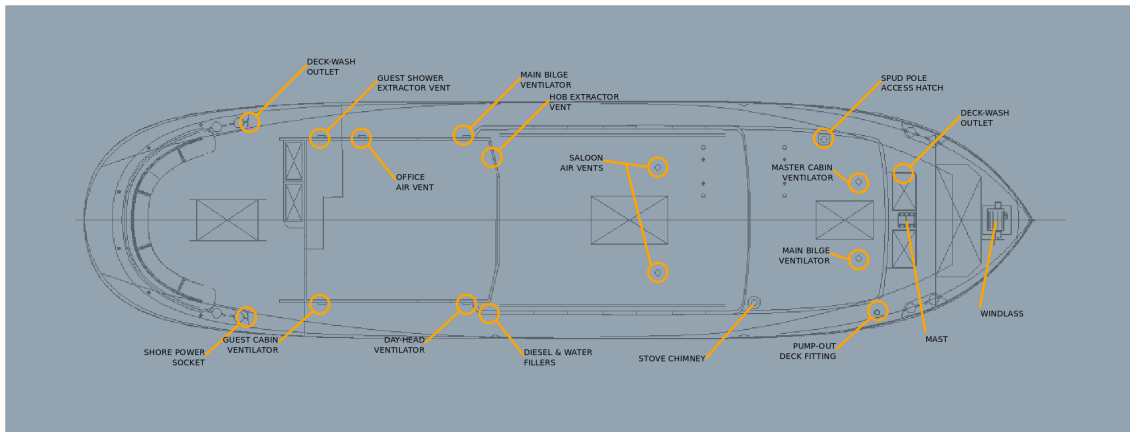 DECK-WASH
OUTLET
GUEST SHOWER
EXTRACTOR VENT
MAIN BILGE
VENTILATOR
HOB EXTRACTOR
VENT
SPUD POLE
ACCESS HATCH
DECK-WASH
OUTLET
OFFICE
AIR VENT
SALOON
AIR VENTS
MASTER CABIN
VENTILATOR
MAIN BILGE
VENTILATOR
WINDLASS
MAST
SHORE POWER
SOCKET
GUEST CABIN
VENTILATOR
DAY-HEAD
VENTILATOR
DIESEL & WATER
FILLERS
STOVE CHIMNEY
PUMP-OUT
DECK FITTING